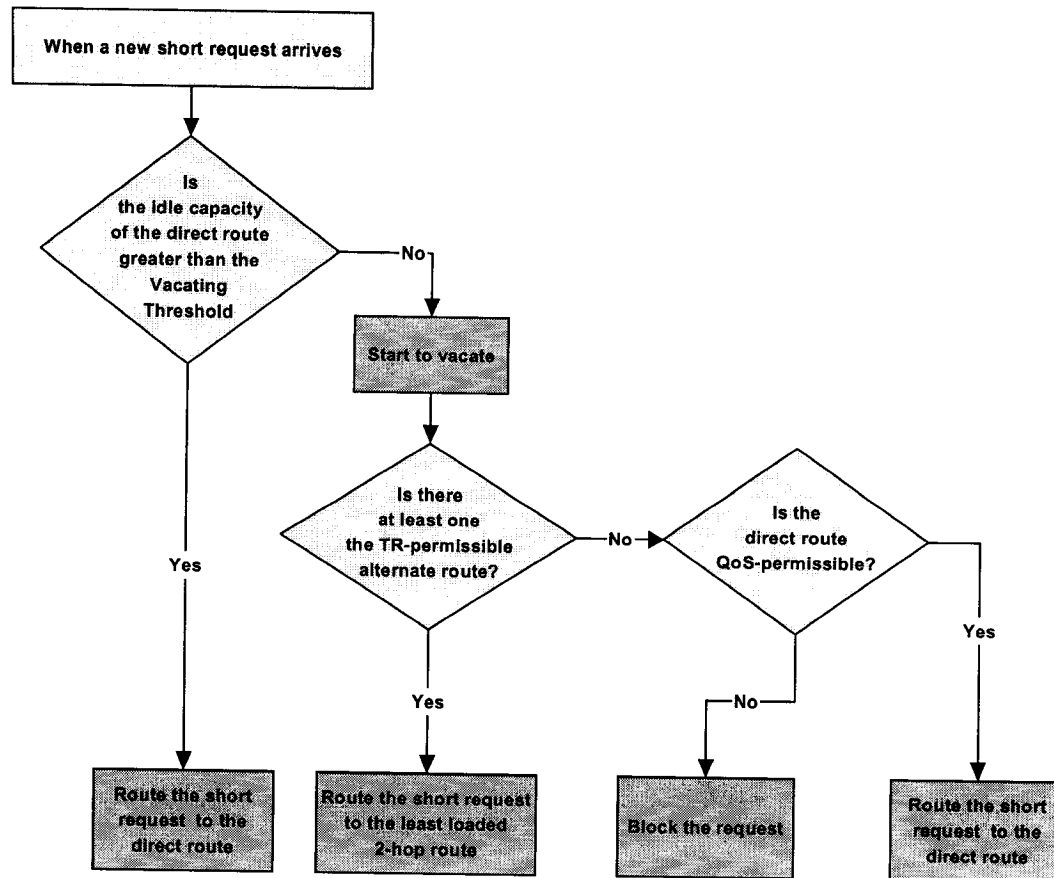 When a new short request arrives
Is
the idle capacity
of the direct route
greater than the
Vacating
Threshold
No
Start to vacate
Is there
at least one
the TR-permissible
alternate route?
No
Is the
direct route
QoS-permissible?
Yes
Yes
Yes
No
Route the short
request to the
direct route
Route the short request
to the least loaded
2-hop route
Block the request
Route the short
request to the
direct route